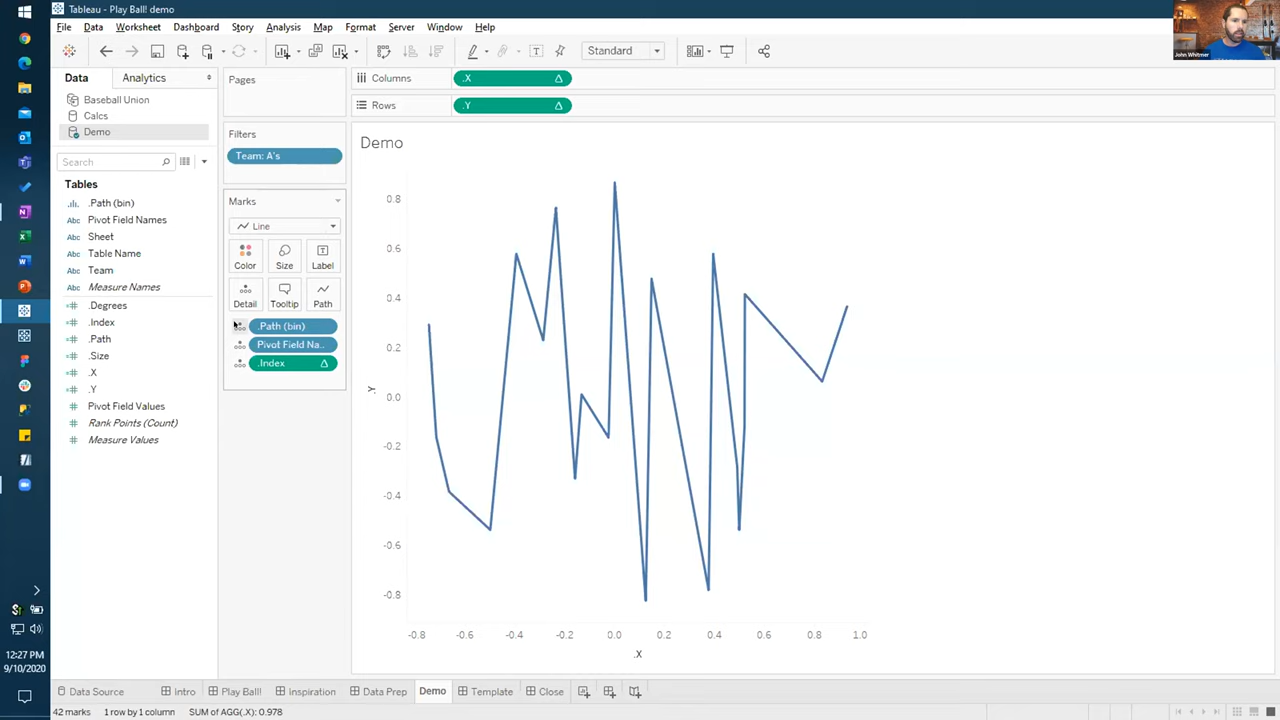 Tableau - Play Ball! demo
File Data Worksheet Dashboard Story Analysis Map Format Server Window Help
Standard
John Whitmer
Data Analytics
Baseball Union
Calcs
Demo
Search
Tables
.Path (bin)
Pivot Field Names
Sheet
Table Name
Team
Measure Names
.Degrees
.Index
.Path
.Size
.X
.Y
Pivot Field Values
Rank Points (Count)
Measure Values
Pages
Filters
Team: A's
Marks
Line
Color Size Label
Detail Tooltip Path
.Path (bin)
Pivot Field Na..
.Index
Columns .X
Rows .Y
Demo
0.8
0.6
0.4
0.2
0.0
-0.2
-0.4
-0.6
-0.8
.Y
-0.8 -0.6 -0.4 -0.2 0.0 0.2 0.4 0.6 0.8 1.0
.X
Data Source Intro Play Ball! Inspiration Data Prep Demo Template Close
42 marks 1 row by 1 column SUM of AGG(.X): 0.978
12:27 PM
9/10/2020